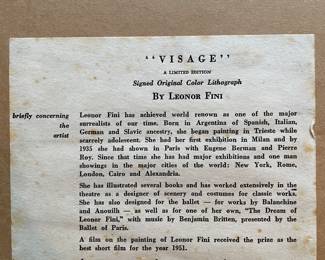 "VISAGE"
A LIMITED EDITION
Signed Original Color Lithograph
By Leonor Fini
briefly concerning
the
artist
Leonor Fini has achieved world renown as one of the major
surrealists of our time. Born in Argentina of Spanish, Italian,
German and Slavic ancestry, she began painting in Trieste while
scarcely adolescent. She had her first exhibition in Milan and by
1935 she had shown in Paris with Eugene Berman and Pierre
Roy. Since that time she has had major exhibitions and one man
showings in the major cities of the world: New York, Rome,
London, Cairo and Alexandria.
She has illustrated several books and has worked extensively in
the theatre as a designer of scenery and costumes for classic works.
She has also designed for the ballet — for works by Balanchine
and Anouilh — as well as for one of her own, "The Dream of
Leonor Fini," with music by Benjamin Britten, presented by the
Ballet of Paris.
A film on the painting of Leonor Fini received the prize as the
best short film for the year 1951.